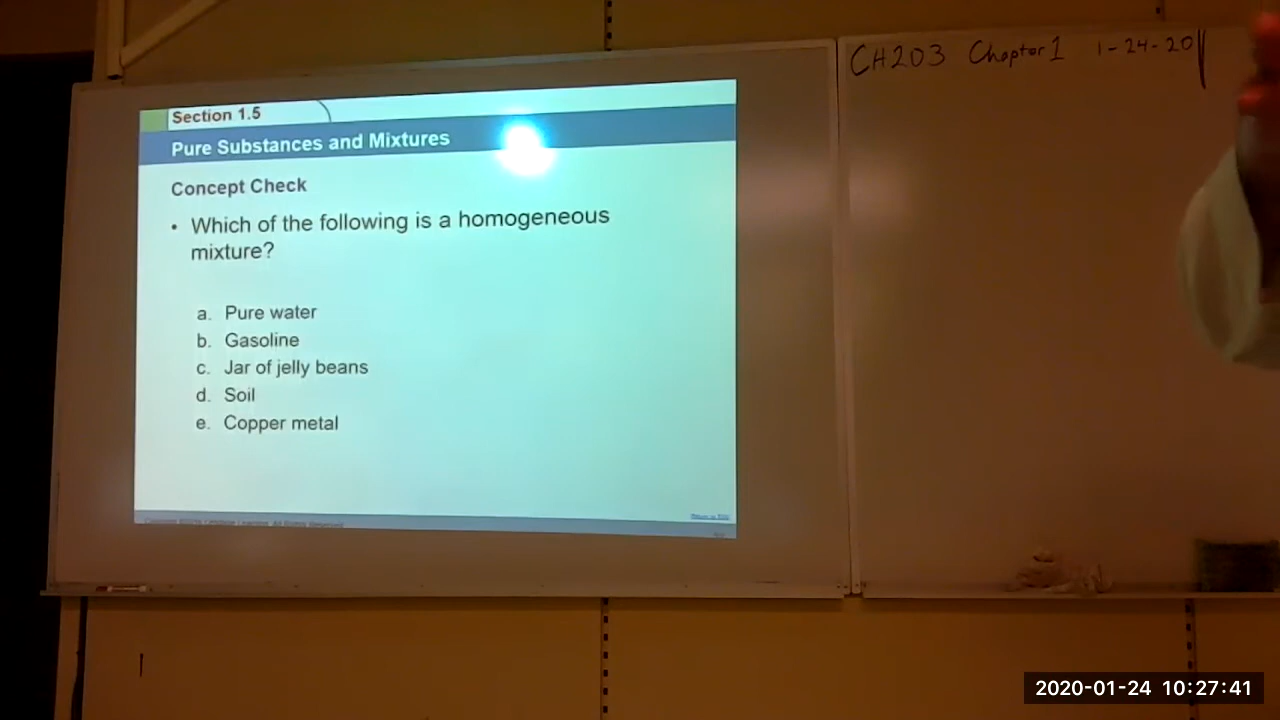 CH203 Chapter 1 1-24-20
Section 1.5
Pure Substances and Mixtures
Concept Check
• Which of the following is a homogeneous
mixture?
a. Pure water
b. Gasoline
c. Jar of jelly beans
d. Soil
e. Copper metal
2020-01-24 10:27:41